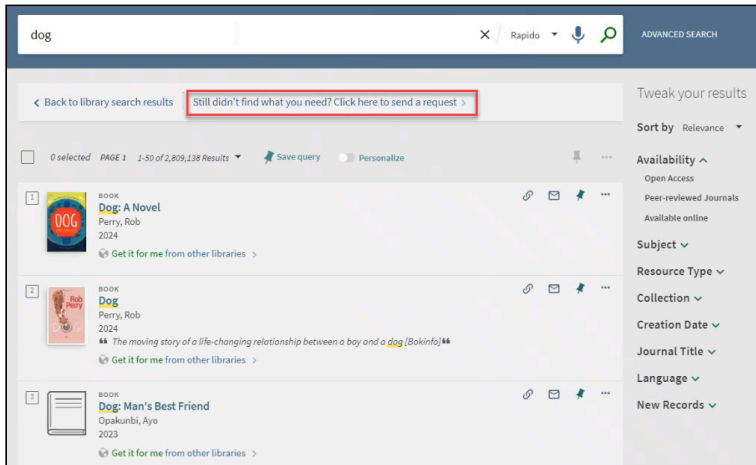 dog
Rapido
ADVANCED SEARCH
Back to library search results
Still didn't find what you need? Click here to send a request
0 selected PAGE 1 1-50 of 2,809,138 Results
Save query
Personalize
1
DOG
BOOK
Dog: A Novel
Perry, Rob
2024
Get it for me from other libraries
2
Rob
Perry
DOG
BOOK
Dog
Perry, Rob
2024
The moving story of a life-changing relationship between a boy and a dog [Bokinfo]
Get it for me from other libraries
3
BOOK
Dog: Man's Best Friend
Opakunbi, Ayo
2023
Get it for me from other libraries
Tweak your results
Sort by Relevance
Availability
Open Access
Peer-reviewed Journals
Available online
Subject
Resource Type
Collection
Creation Date
Journal Title
Language
New Records